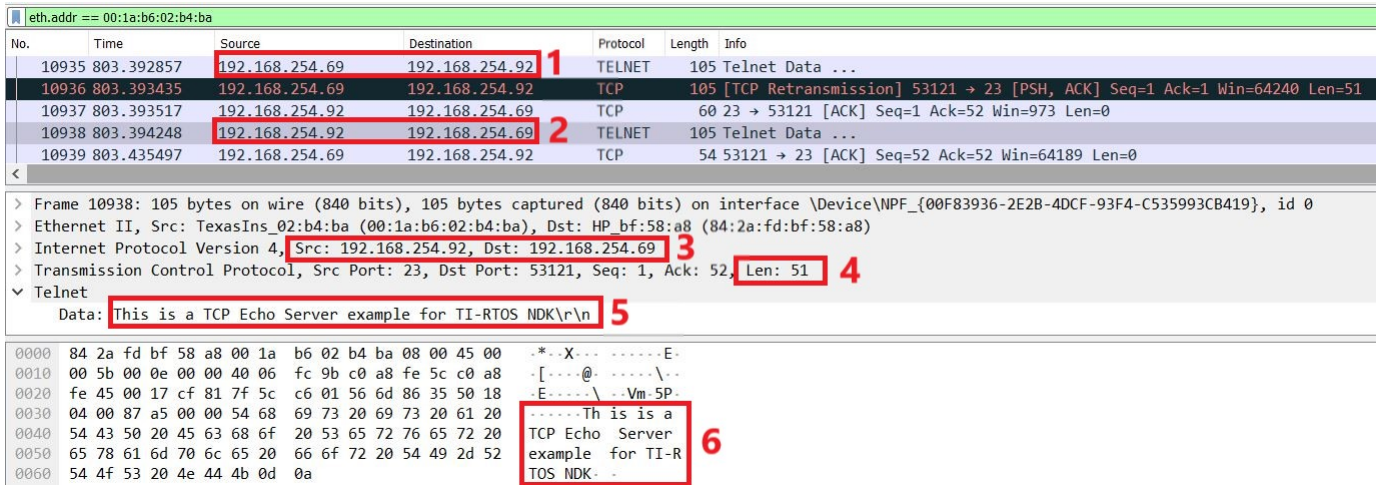 eth.addr == 00:1a:b6:02:b4:ba
No. Time Source Destination Protocol Length Info
10935 803.392857 192.168.254.69 192.168.254.92 1 TELNET 105 Telnet Data ...
10936 803.393435 192.168.254.69 192.168.254.92 TCP 105 [TCP Retransmission] 53121 → 23 [PSH, ACK] Seq=1 Ack=1 Win=64240 Len=51
10937 803.393517 192.168.254.92 192.168.254.69 TCP 60 23 → 53121 [ACK] Seq=1 Ack=52 Win=973 Len=0
10938 803.394248 192.168.254.92 192.168.254.69 2 TELNET 105 Telnet Data ...
10939 803.435497 192.168.254.69 192.168.254.92 TCP 54 53121 → 23 [ACK] Seq=52 Ack=52 Win=64189 Len=0
> Frame 10938: 105 bytes on wire (840 bits), 105 bytes captured (840 bits) on interface \Device\NPF_{00F83936-2E2B-4DCF-93F4-C535993CB419}, id 0
> Ethernet II, Src: TexasIns_02:b4:ba (00:1a:b6:02:b4:ba), Dst: HP_bf:58:a8 (84:2a:fd:bf:58:a8)
> Internet Protocol Version 4, Src: 192.168.254.92, Dst: 192.168.254.69 3
> Transmission Control Protocol, Src Port: 23, Dst Port: 53121, Seq: 1, Ack: 52, Len: 51 4
Telnet
Data: This is a TCP Echo Server example for TI-RTOS NDK\r\n 5
0000 84 2a fd bf 58 a8 00 1a b6 02 b4 ba 08 00 45 00 ·*··X··· ······E·
0010 00 5b 00 0e 00 00 40 06 fc 9b c0 a8 fe 5c c0 a8 ·[····@· ·····\··
0020 fe 45 00 17 cf 81 7f 5c c6 01 56 6d 86 35 50 18 ·E·····\ ··Vm·5P·
0030 04 00 87 a5 00 00 54 68 69 73 20 69 73 20 61 20 ······Th is is a
0040 54 43 50 20 45 63 68 6f 20 53 65 72 76 65 72 20 TCP Echo Server 6
0050 65 78 61 6d 70 6c 65 20 66 6f 72 20 54 49 2d 52 example for TI-R
0060 54 4f 53 20 4e 44 4b 0d 0a TOS NDK· ·